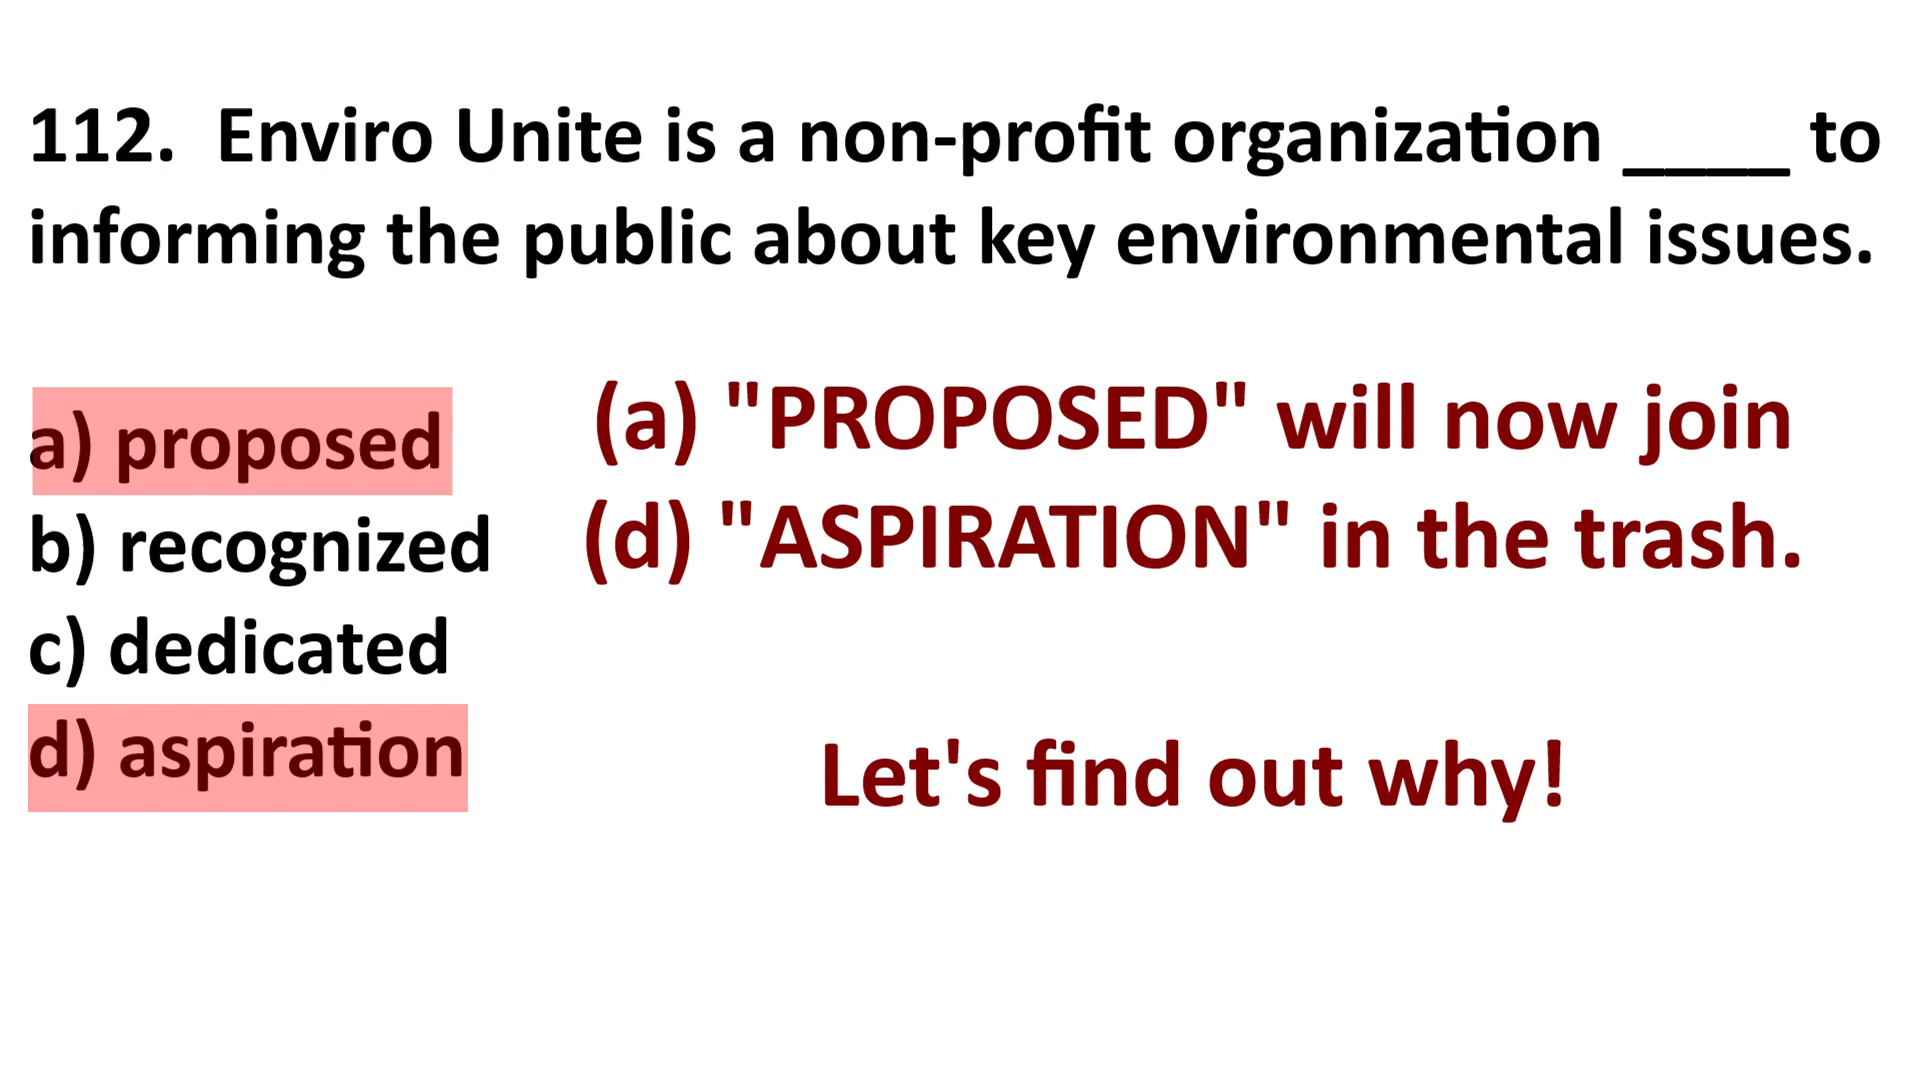 112. Enviro Unite is a non-profit organization ____ to
informing the public about key environmental issues.
a) proposed
b) recognized
c) dedicated
d) aspiration
(a) "PROPOSED" will now join
(d) "ASPIRATION" in the trash.
Let's find out why!